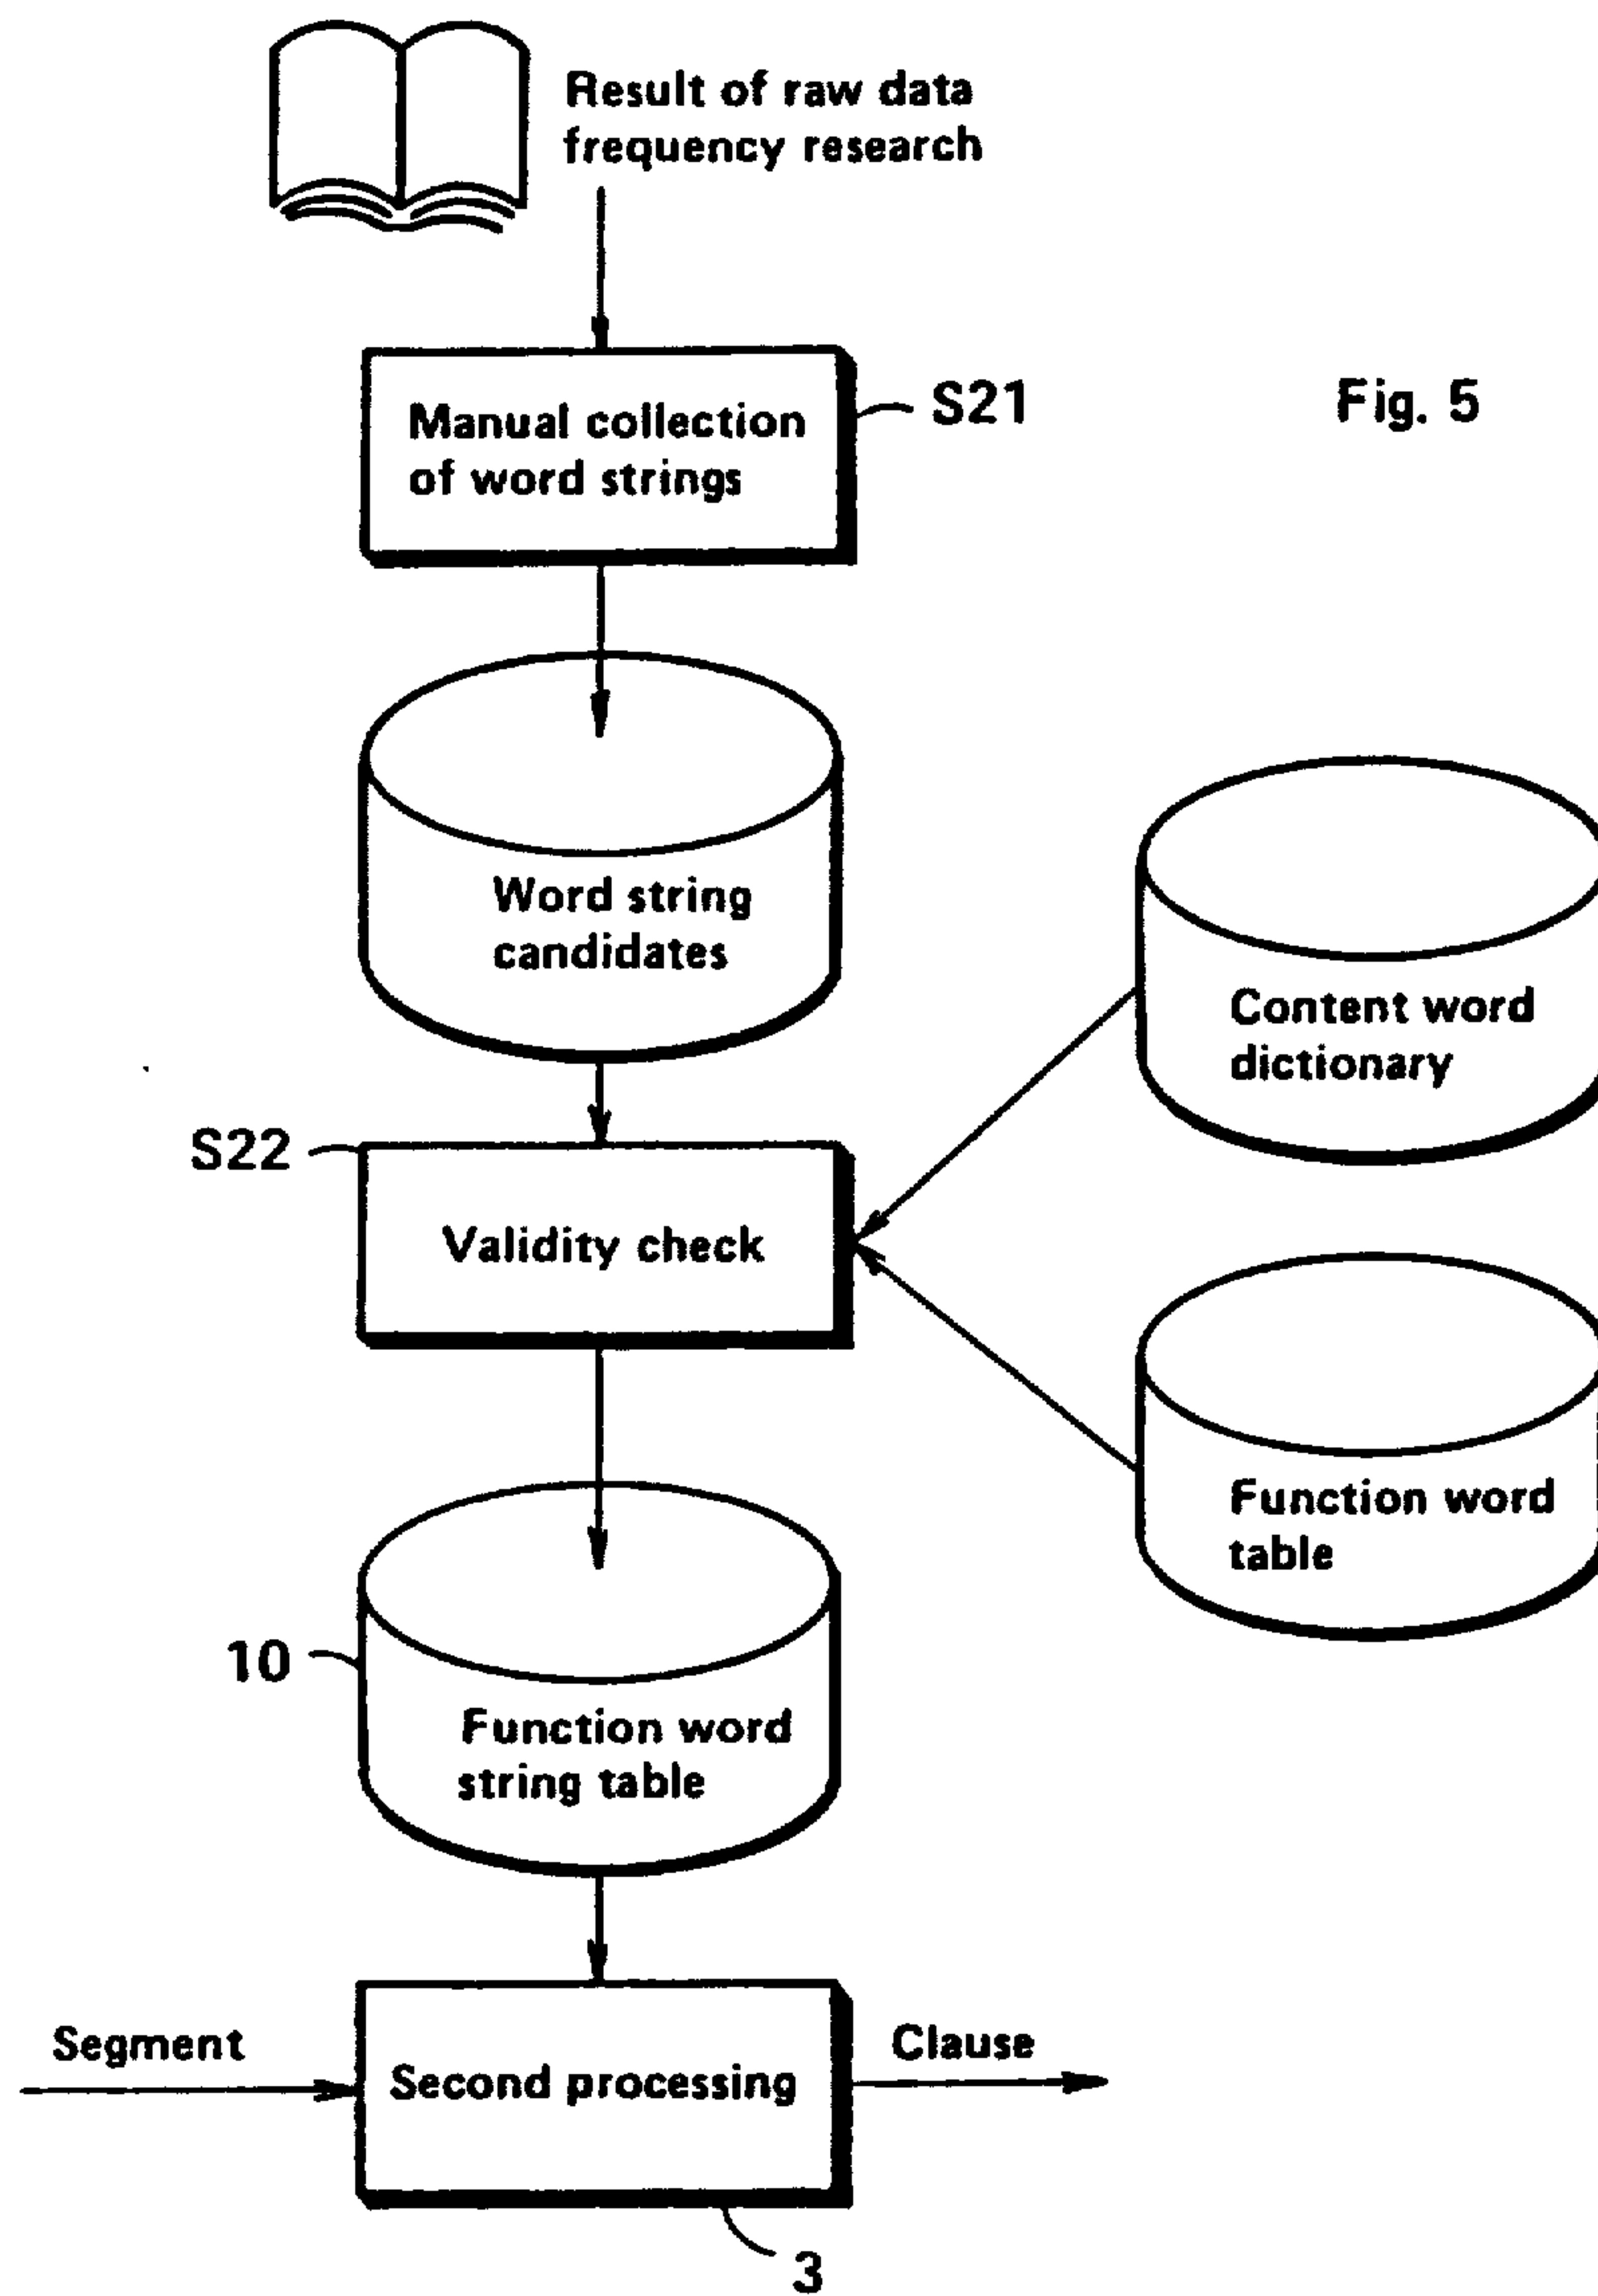 Result of raw data
frequency research
Manual collection
of word strings
S21
Fig. 5
Word string
candidates
Content word
dictionary
S22
Validity check
Function word
table
10
Function word
string table
Segment
Second processing
Clause
3